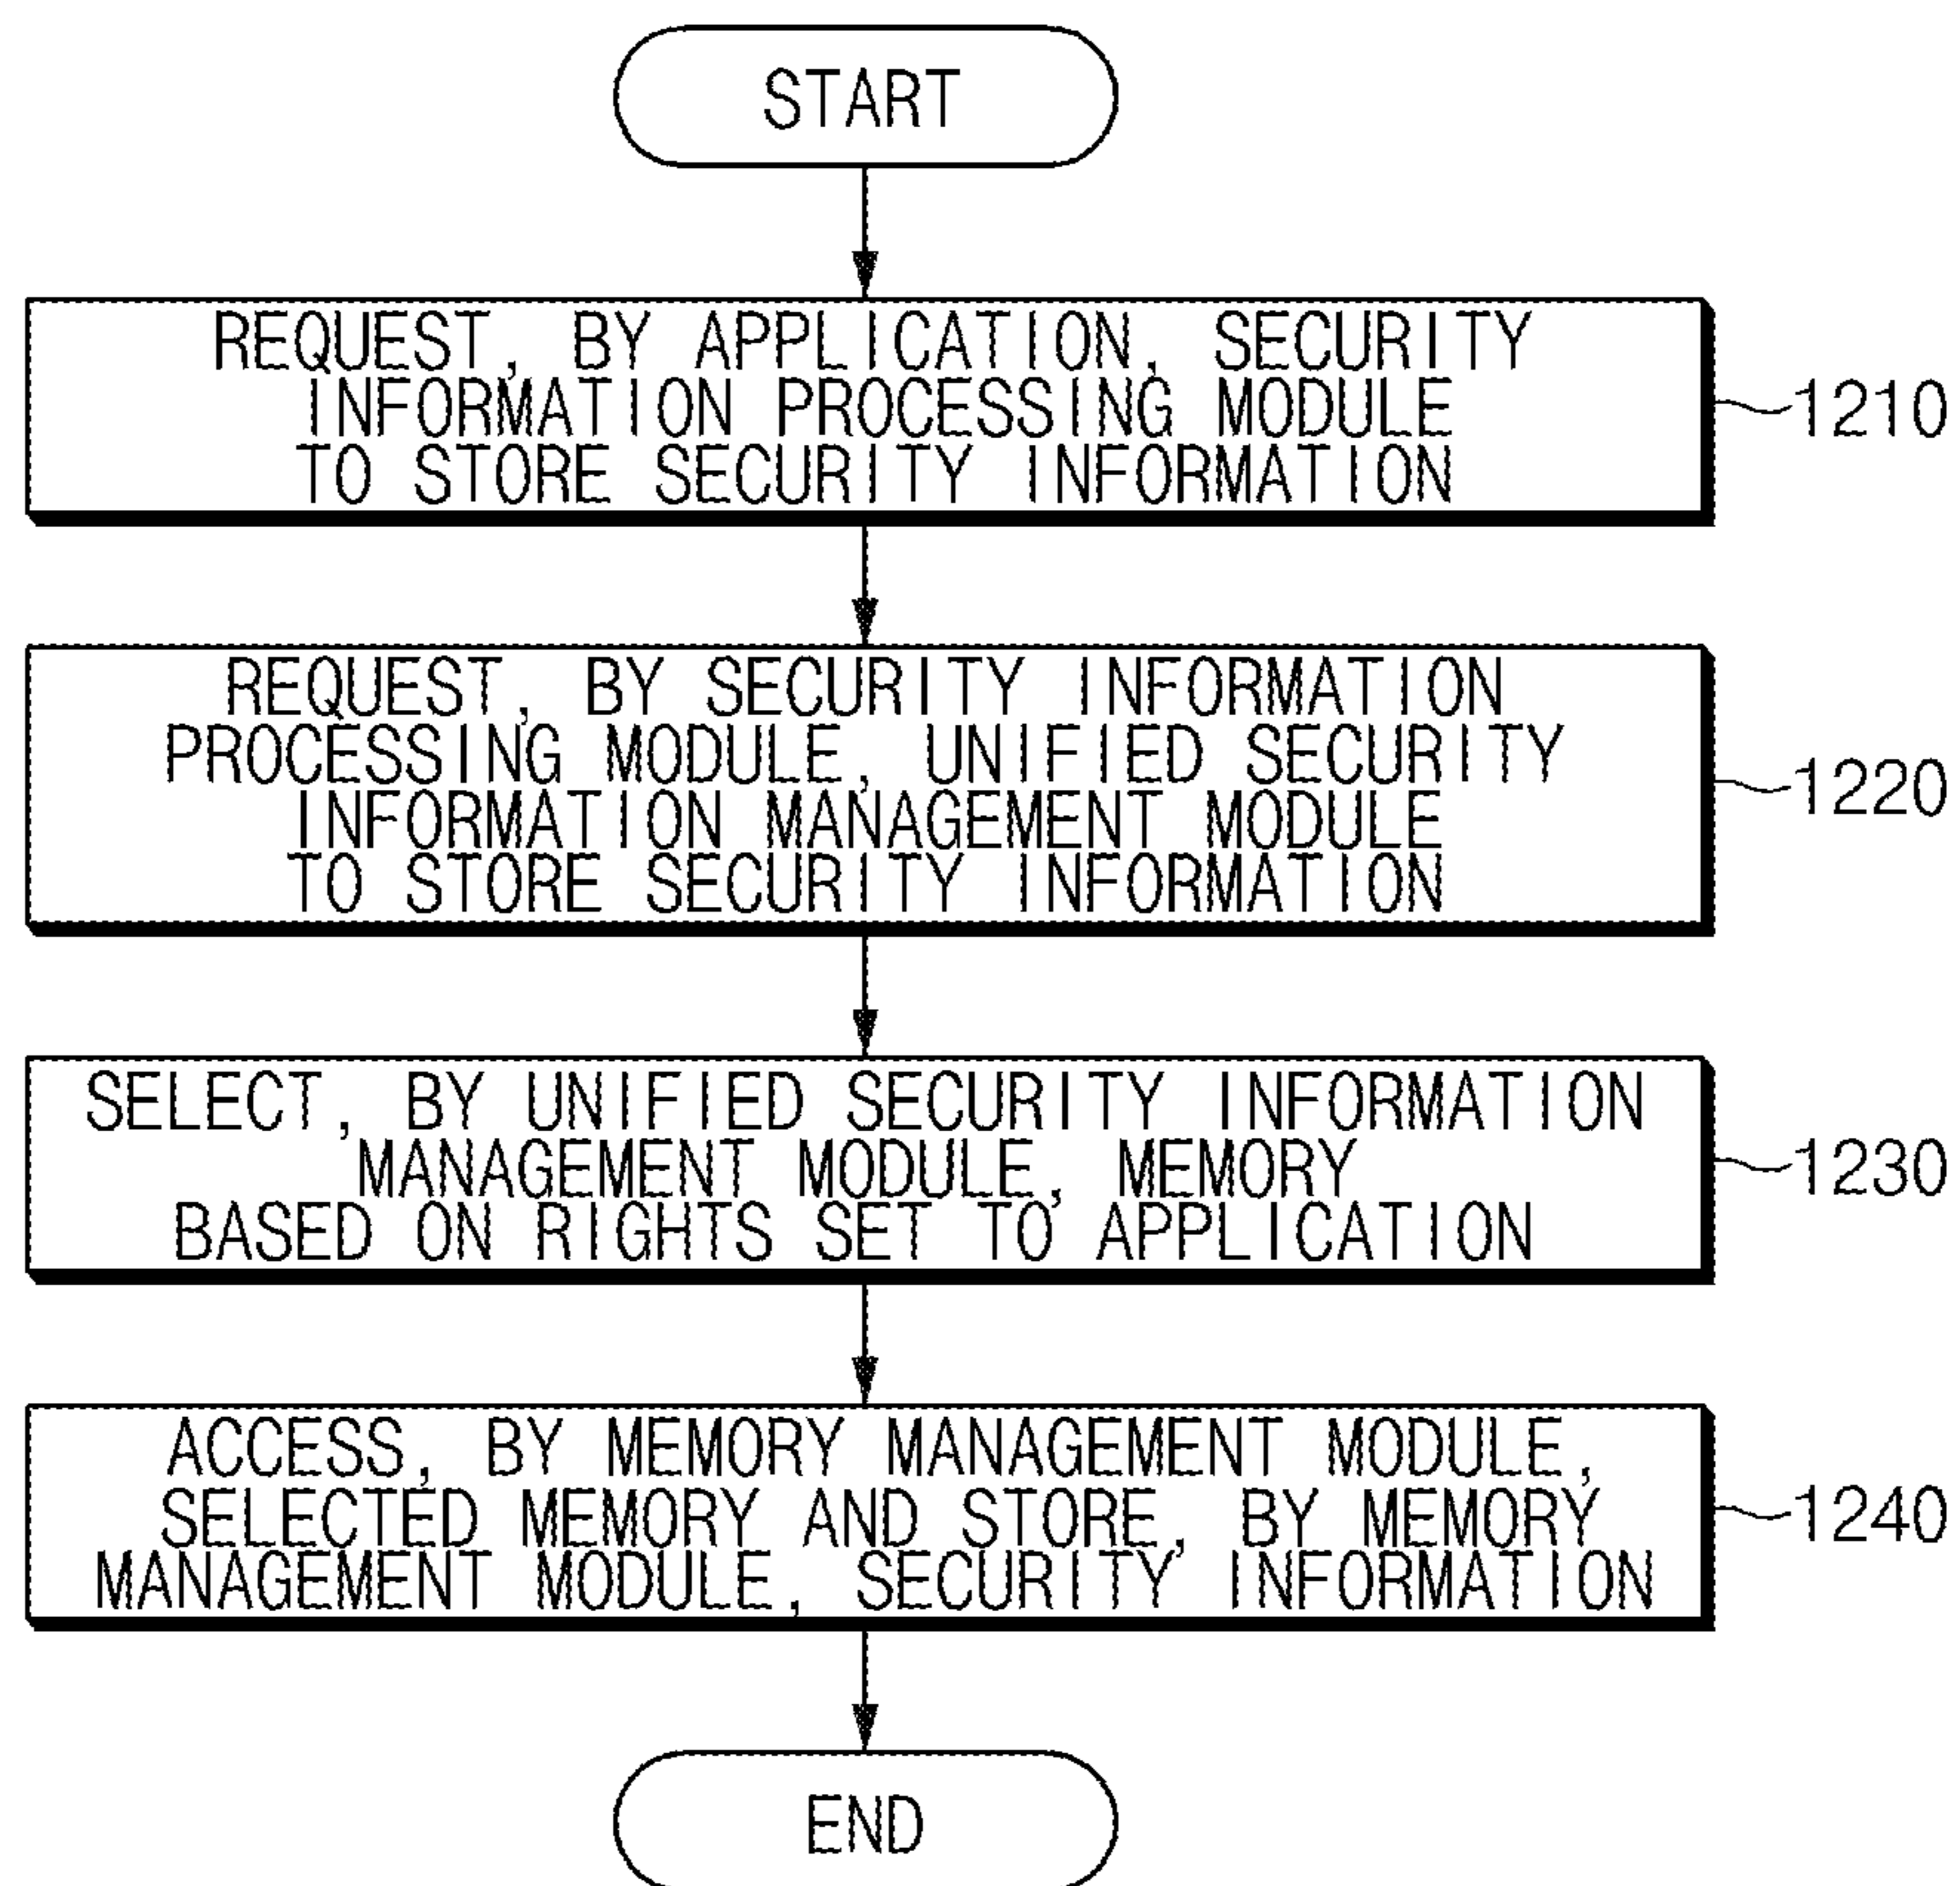 START
REQUEST, BY APPLICATION, SECURITY
INFORMATION PROCESSING MODULE
TO STORE SECURITY INFORMATION
1210
REQUEST, BY SECURITY INFORMATION
PROCESSING MODULE, UNIFIED SECURITY
INFORMATION MANAGEMENT MODULE
TO STORE SECURITY INFORMATION
1220
SELECT, BY UNIFIED SECURITY INFORMATION
MANAGEMENT MODULE, MEMORY
BASED ON RIGHTS SET TO APPLICATION
1230
ACCESS, BY MEMORY MANAGEMENT MODULE,
SELECTED MEMORY AND STORE, BY MEMORY
MANAGEMENT MODULE, SECURITY INFORMATION
1240
END